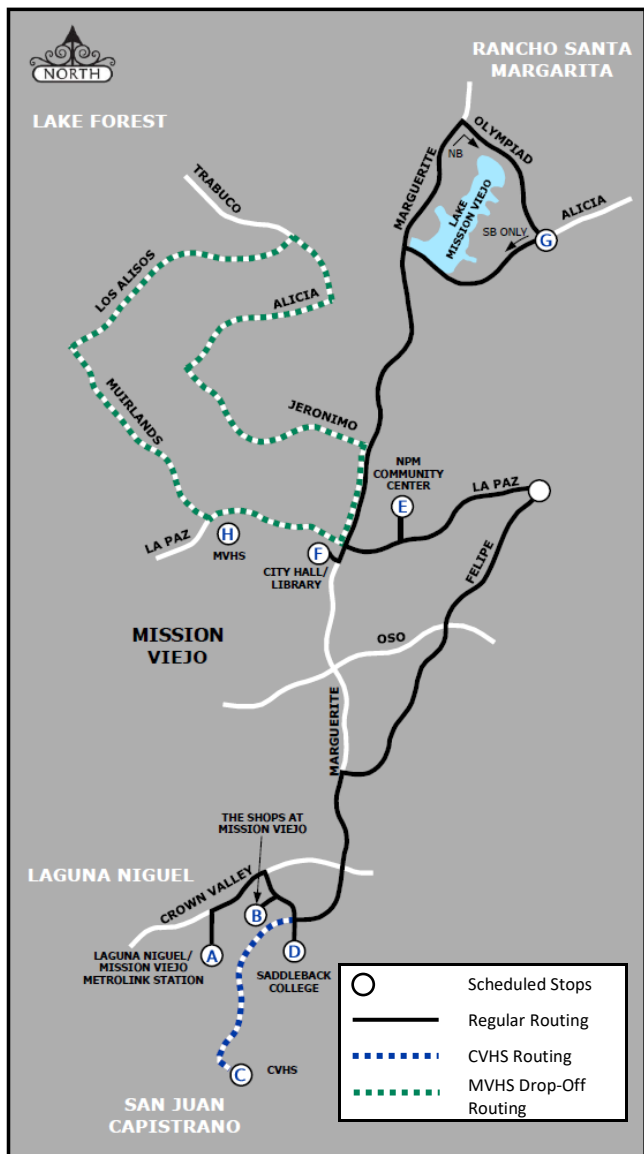 NORTH
RANCHO SANTA
MARGARITA
LAKE FOREST
OLYMPIAD
NB
MARGUERITE
LAKE
MISSION VIEJO
TRABUCO
ALICIA
SB ONLY
G
LOS ALISOS
ALICIA
MUIRLANDS
JERONIMO
NPM
COMMUNITY
CENTER
LA PAZ
E
H
MVHS
LA PAZ
F
CITY HALL/
LIBRARY
FELIPE
MISSION
VIEJO
OSO
MARGUERITE
THE SHOPS AT
MISSION VIEJO
LAGUNA NIGUEL
CROWN VALLEY
B
A
D
LAGUNA NIGUEL/
MISSION VIEJO
METROLINK STATION
SADDLEBACK
COLLEGE
C
CVHS
SAN JUAN
CAPISTRANO
Scheduled Stops
Regular Routing
CVHS Routing
MVHS Drop-Off
Routing